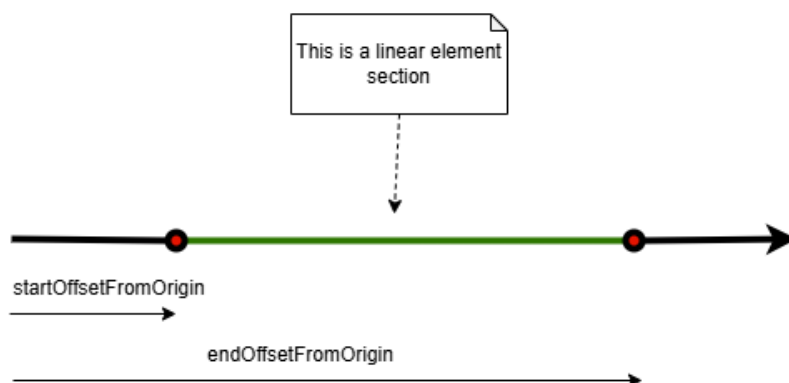 This is a linear element
section
startOffsetFromOrigin
endOffsetFromOrigin